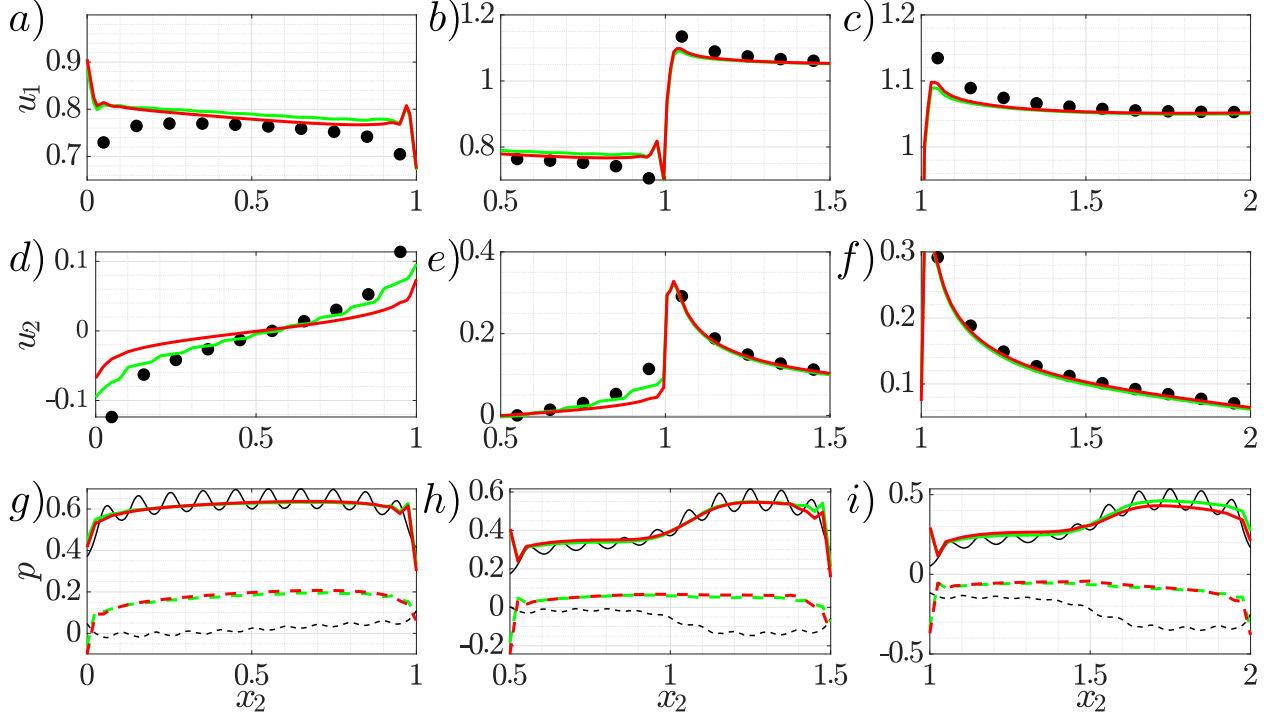 a) b) c)
1.2 1.2
0.9
u1 0.8 1 1.1
0.7 0.8 1
0 0.5 1 0.5 1 1.5 1 1.5 2
d) e) f)
0.1 0.4 0.3
u2 0 0.2 0.2
-0.1 0 0.1
0 0.5 1 0.5 1 1.5 1 1.5 2
g) h) i)
0.6 0.6 0.5
0.4 0.4
p 0.2 0.2 0
0 0
-0.2 -0.5
0 0.5 1 0.5 1 1.5 1 1.5 2
x2 x2 x2